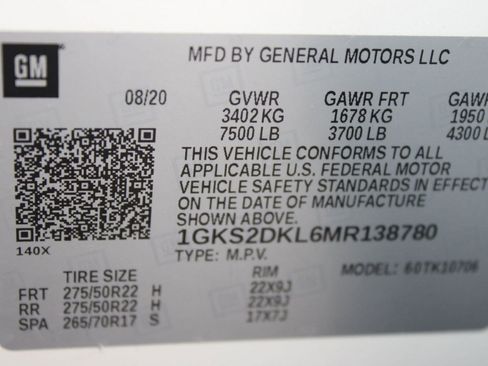 GM
MFD BY GENERAL MOTORS LLC
08/20 GVWR GAWR FRT GAWR
3402 KG 1678 KG 1950
7500 LB 3700 LB 4300 L
THIS VEHICLE CONFORMS TO ALL
APPLICABLE U.S. FEDERAL MOTOR
VEHICLE SAFETY STANDARDS IN EFFECT
ON THE DATE OF MANUFACTURE
SHOWN ABOVE.
1GKS2DKL6MR138780
140X
TYPE: M.P.V. MODEL: 60TK10706
TIRE SIZE RIM
FRT 275/50R22 H 22X9J
RR 275/50R22 H 22X9J
SPA 265/70R17 S 17X7J